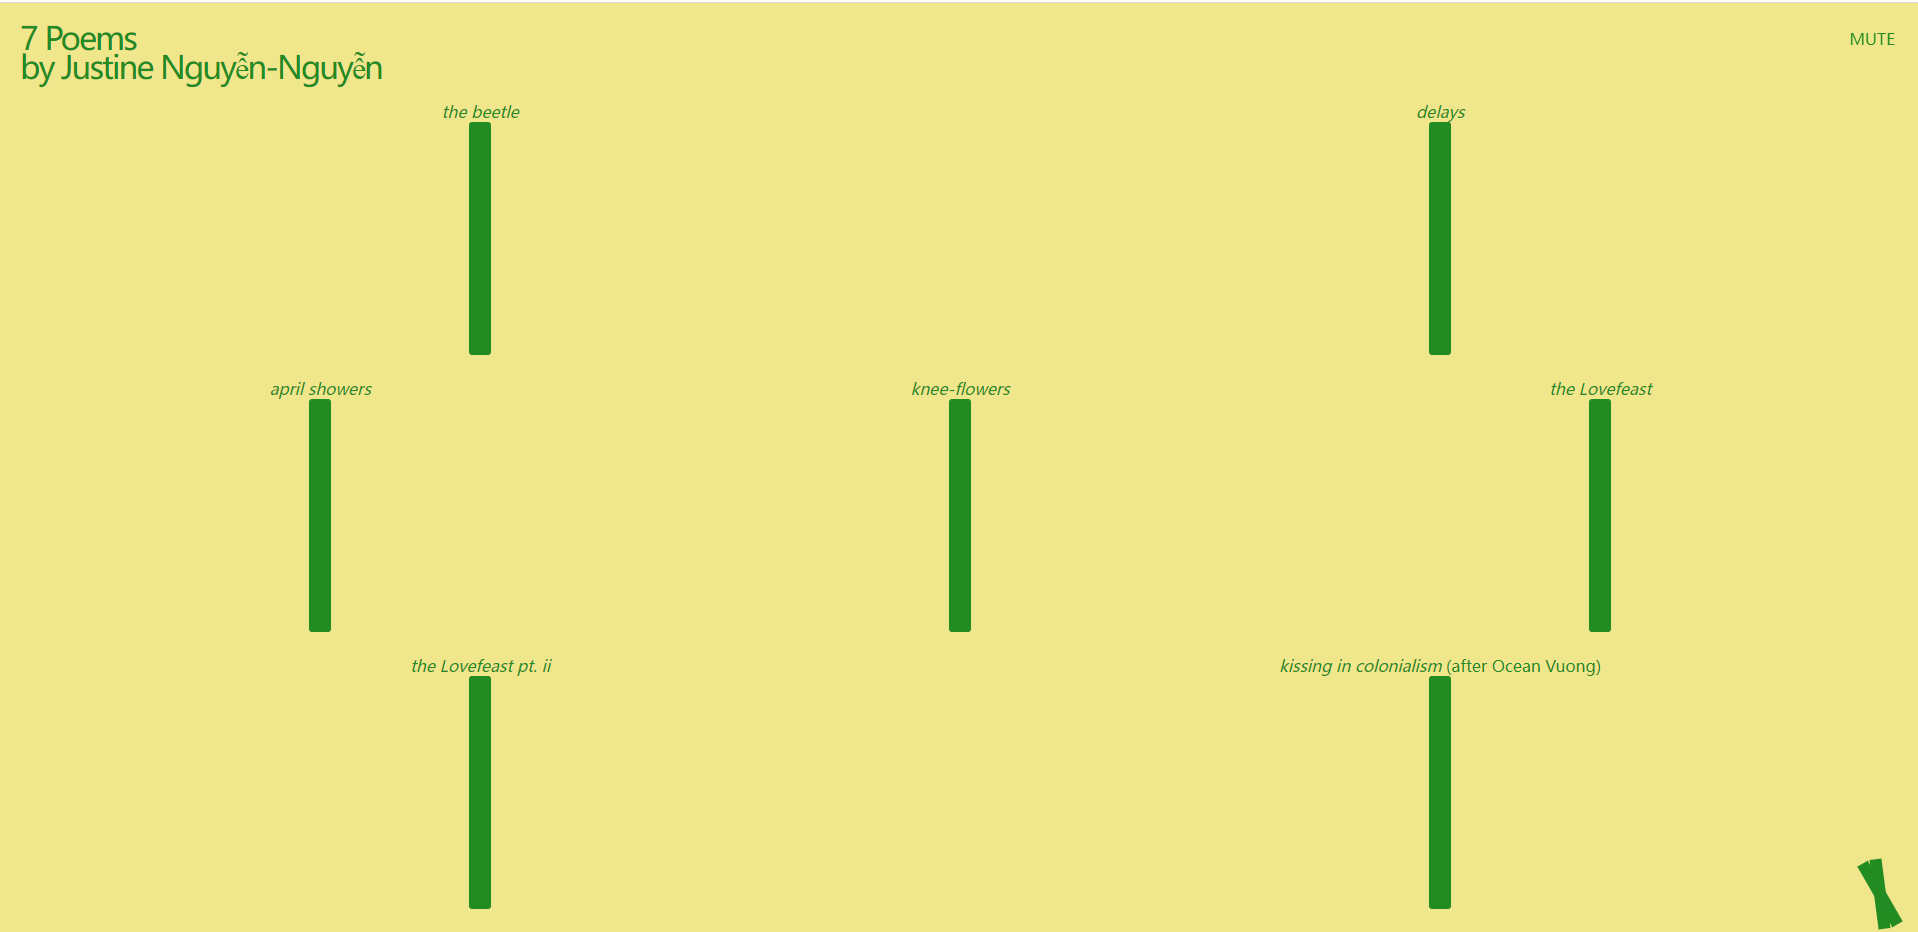 7 Poems
by Justine Nguyễn-Nguyễn
MUTE
the beetle
delays
april showers
knee-flowers
the Lovefeast
the Lovefeast pt. ii
kissing in colonialism (after Ocean Vuong)